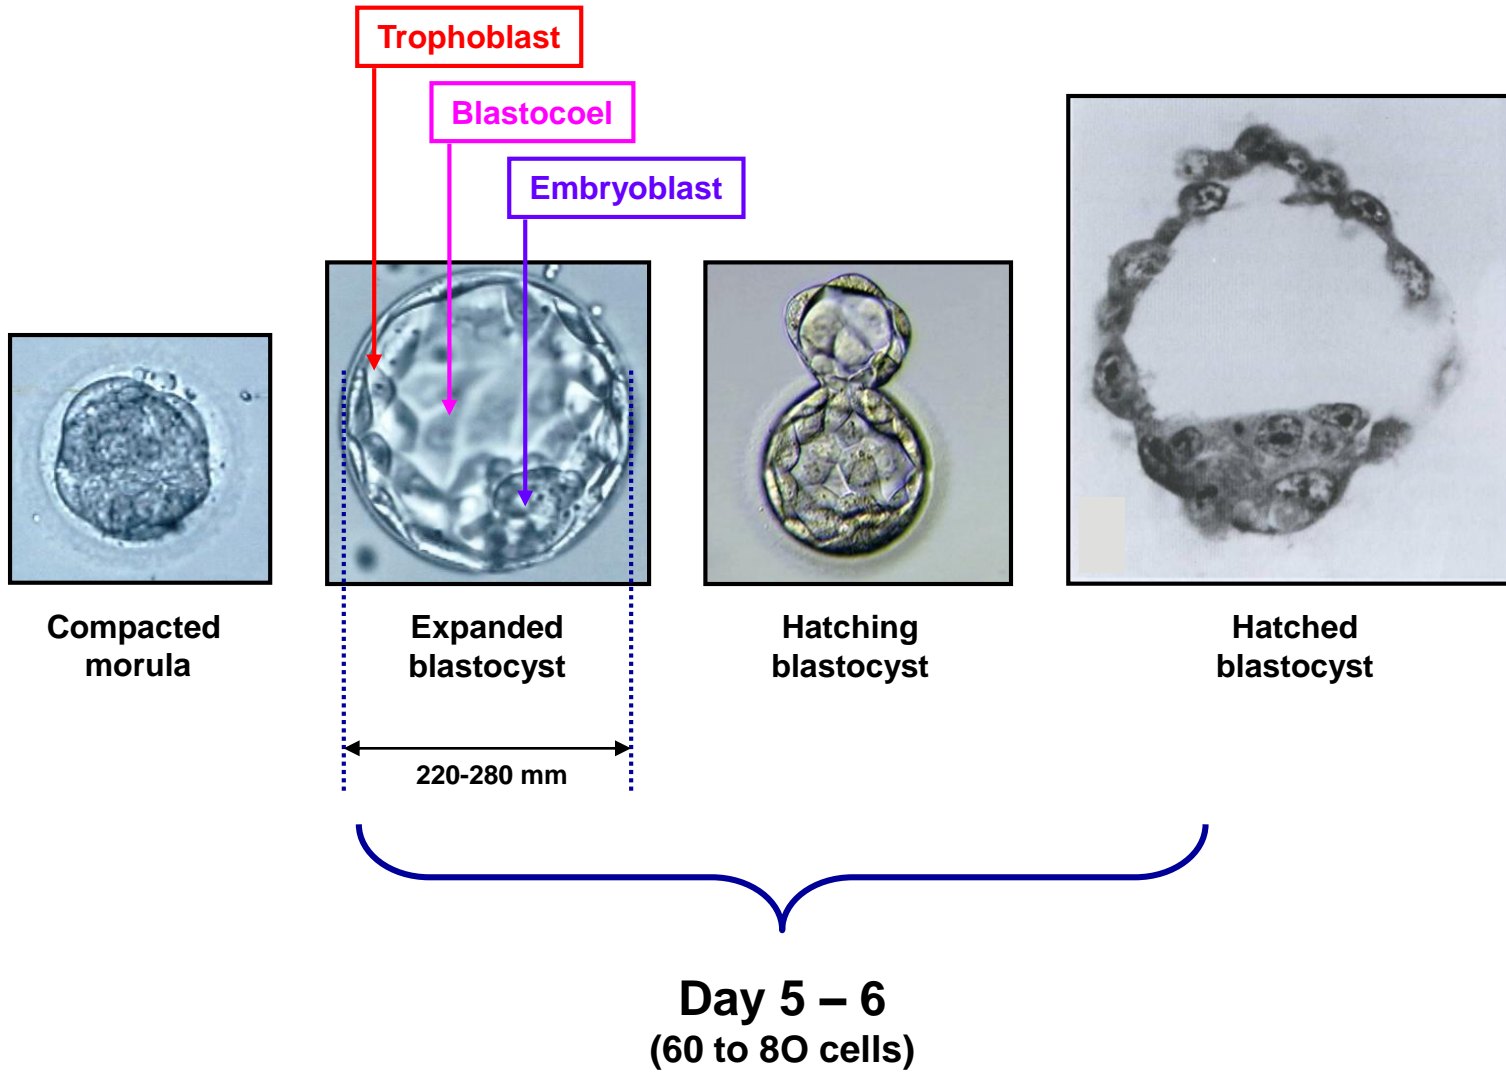 Trophoblast
Blastocoel
Embryoblast
Compacted
morula
Expanded
blastocyst
Hatching
blastocyst
Hatched
blastocyst
220-280 mm
Day 5 – 6
(60 to 8O cells)